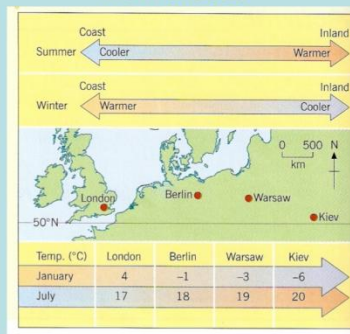 Coast Inland
Summer Cooler Warmer
Coast Inland
Winter Warmer Cooler
0 500 N
km
London Berlin Warsaw
Kiev
50°N
Temp. (°C) London Berlin Warsaw Kiev
January 4 −1 −3 −6
July 17 18 19 20